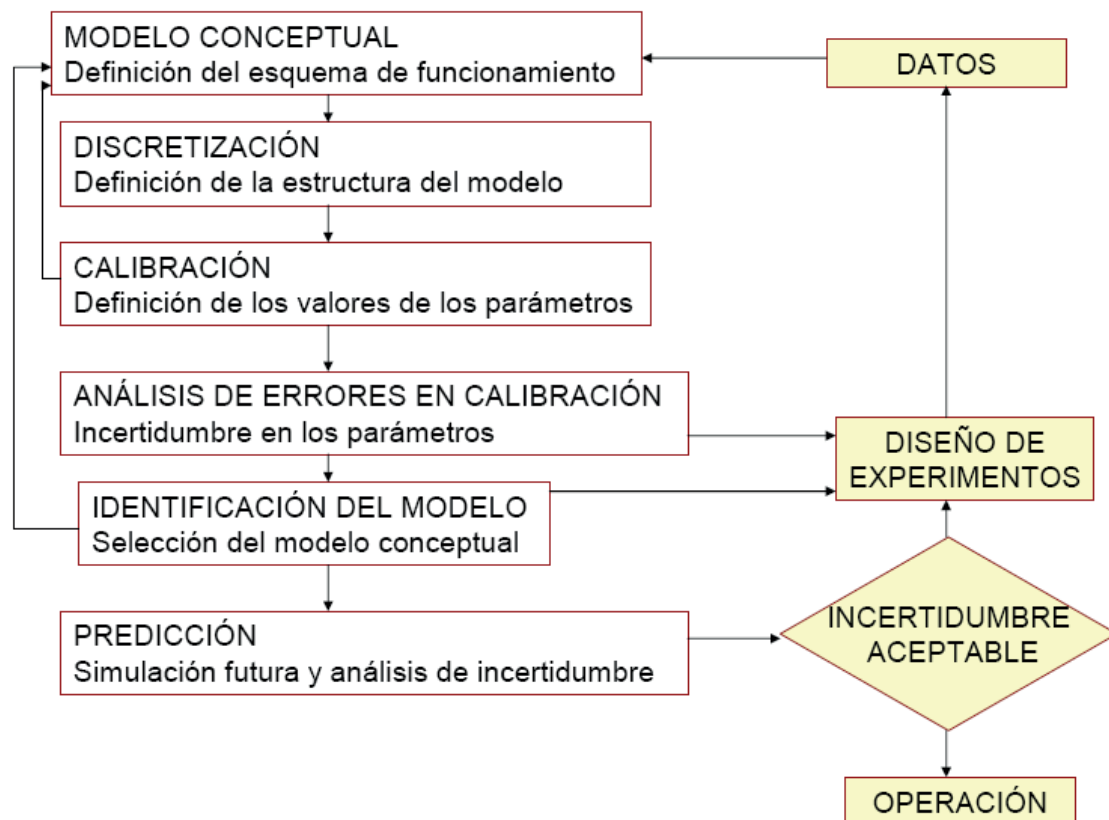 MODELO CONCEPTUAL
Definición del esquema de funcionamiento
DATOS
DISCRETIZACIÓN
Definición de la estructura del modelo
CALIBRACIÓN
Definición de los valores de los parámetros
ANÁLISIS DE ERRORES EN CALIBRACIÓN
Incertidumbre en los parámetros
DISEÑO DE
EXPERIMENTOS
IDENTIFICACIÓN DEL MODELO
Selección del modelo conceptual
PREDICCIÓN
Simulación futura y análisis de incertidumbre
INCERTIDUMBRE
ACEPTABLE
OPERACIÓN